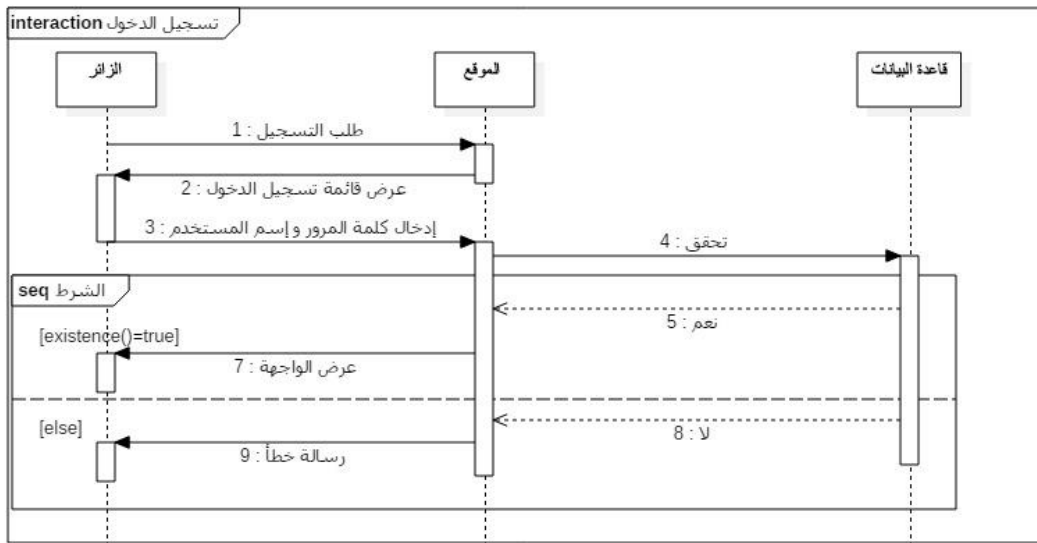 interaction تسجيل الدخول
الزائر
الموقع
قاعدة البيانات
1 : طلب التسجيل
2 : عرض قائمة تسجيل الدخول
3 : إدخال كلمة المرور و إسم المستخدم
4 : تحقق
seq الشرط
5 : نعم
[existence()=true]
7 : عرض الواجهة
[else]
8 : لا
9 : رسالة خطأ